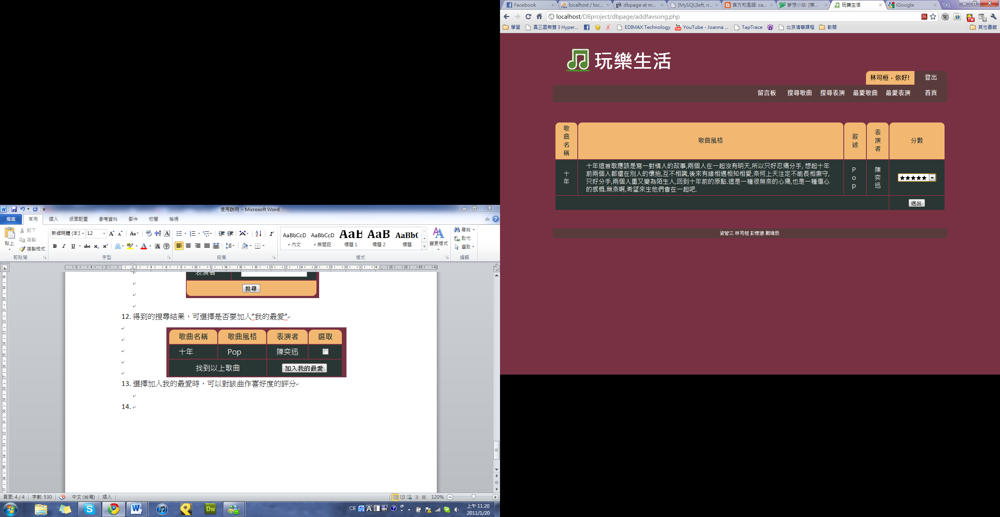 使用說明 - Microsoft Word
檔案 常用 插入 版面配置 參考資料 郵件 校閱 檢視
貼上 剪下
複製
複製格式
新細明體 (本文 12
AaBbCcD AaBbCcD AaB AaB AaBbC
內文 無間距 標題 1 標題 2 標題
變更樣式
尋找
取代
選取
剪貼簿 字型 段落 樣式 編輯
表演者
搜尋
12. 得到的搜尋結果，可選擇是否要加入”我的最愛”
歌曲名稱 歌曲風格 表演者 選取
十年 Pop 陳奕迅
找到以上歌曲 加入我的最愛
13. 選擇加入我的最愛時，可以對該曲作喜好度的評分
14.
頁面: 4 / 4 字數: 530 中文 (台灣) 插入 120%
CH 上午 11:20
2011/1/20
Facebook localhost / loc... dbpage at m... [MySQL]left, ri... 東方和風語: ca... 夢想小站: [專... 玩樂生活 iGoogle
localhost/DBproject/dbpage/addfavsong.php
學習 真三國無雙 3 Hyper... EDIMAX Technology YouTube - Joanna ... TapTrace 北京清華課程 軟開 其他書籤
玩樂生活
林司桓，你好! 登出
留言板 搜尋歌曲 搜尋表演 最愛歌曲 最愛表演 首頁
歌曲名稱 歌曲風格 敘述 表演者 分數
十年
十年這首歌應該是寫一對情人的故事,兩個人在一起沒有明天,所以只好忍痛分手, 想起十年
前兩個人都還在別人的懷抱,互不相識,後來有緣相遇相知相愛,奈何上天注定不能長相廝守,
只好分手,兩個人重又變為陌生人,回到十年前的原點.這是一種很無奈的心痛,也是一種傷心
的感慨.無奈啊,希望來生他們會在一起吧.
Pop
陳奕迅
★★★★★
送出
資管三 林司桓 彭懷德 戴瑋辰